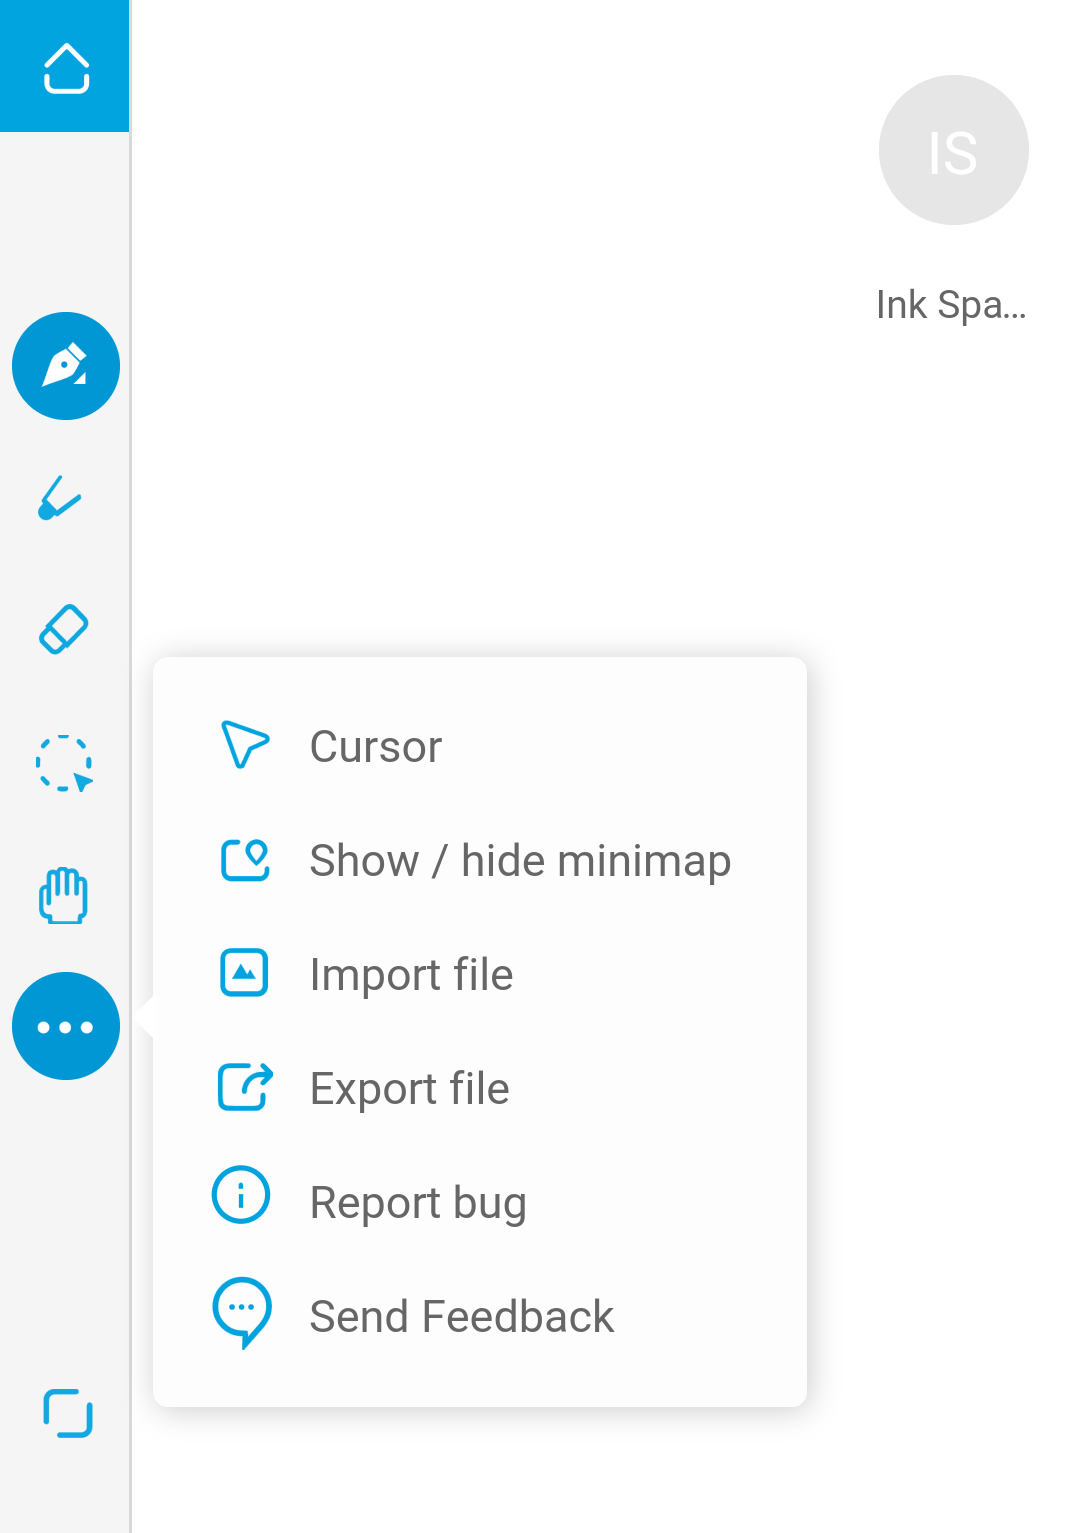 IS
Ink Spa...
Cursor
Show / hide minimap
Import file
Export file
Report bug
Send Feedback